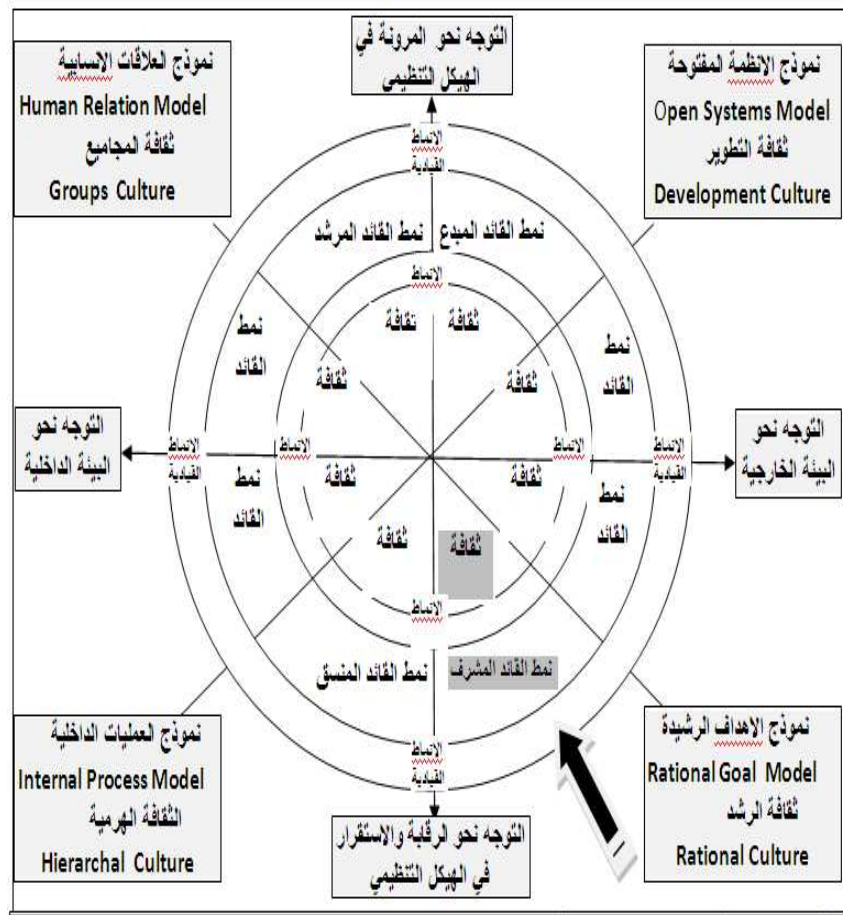 التوجه نحو المرونة في
الهيكل التنظيمي
نموذج العلاقات الانسابية
Human Relation Model
ثقافة المجاميع
Groups Culture
نموذج الانظمة المفتوحة
Open Systems Model
ثقافة التطوير
Development Culture
الانماط
القيادية
نمط القائد المبدع
نمط القائد المرشد
الانماط
ثقافة
ثقافة
نمط
القائد
نمط
القائد
ثقافة
ثقافة
التوجه نحو
البيئة الخارجية
التوجه نحو
البيئة الداخلية
الانماط
القيادية
الانماط
الانماط
الانماط
القيادية
نمط
القائد
ثقافة
ثقافة
نمط
القائد
ثقافة
ثقافة
الانماط
نمط القائد المشرف
نمط القائد المنسق
الانماط
القيادية
نموذج الاهداف الرشيدة
Rational Goal Model
ثقافة الرشد
Rational Culture
نموذج العمليات الداخلية
Internal Process Model
الثقافة الهرمية
Hierarchal Culture
التوجه نحو الرقابة والاستقرار
في الهيكل التنظيمي